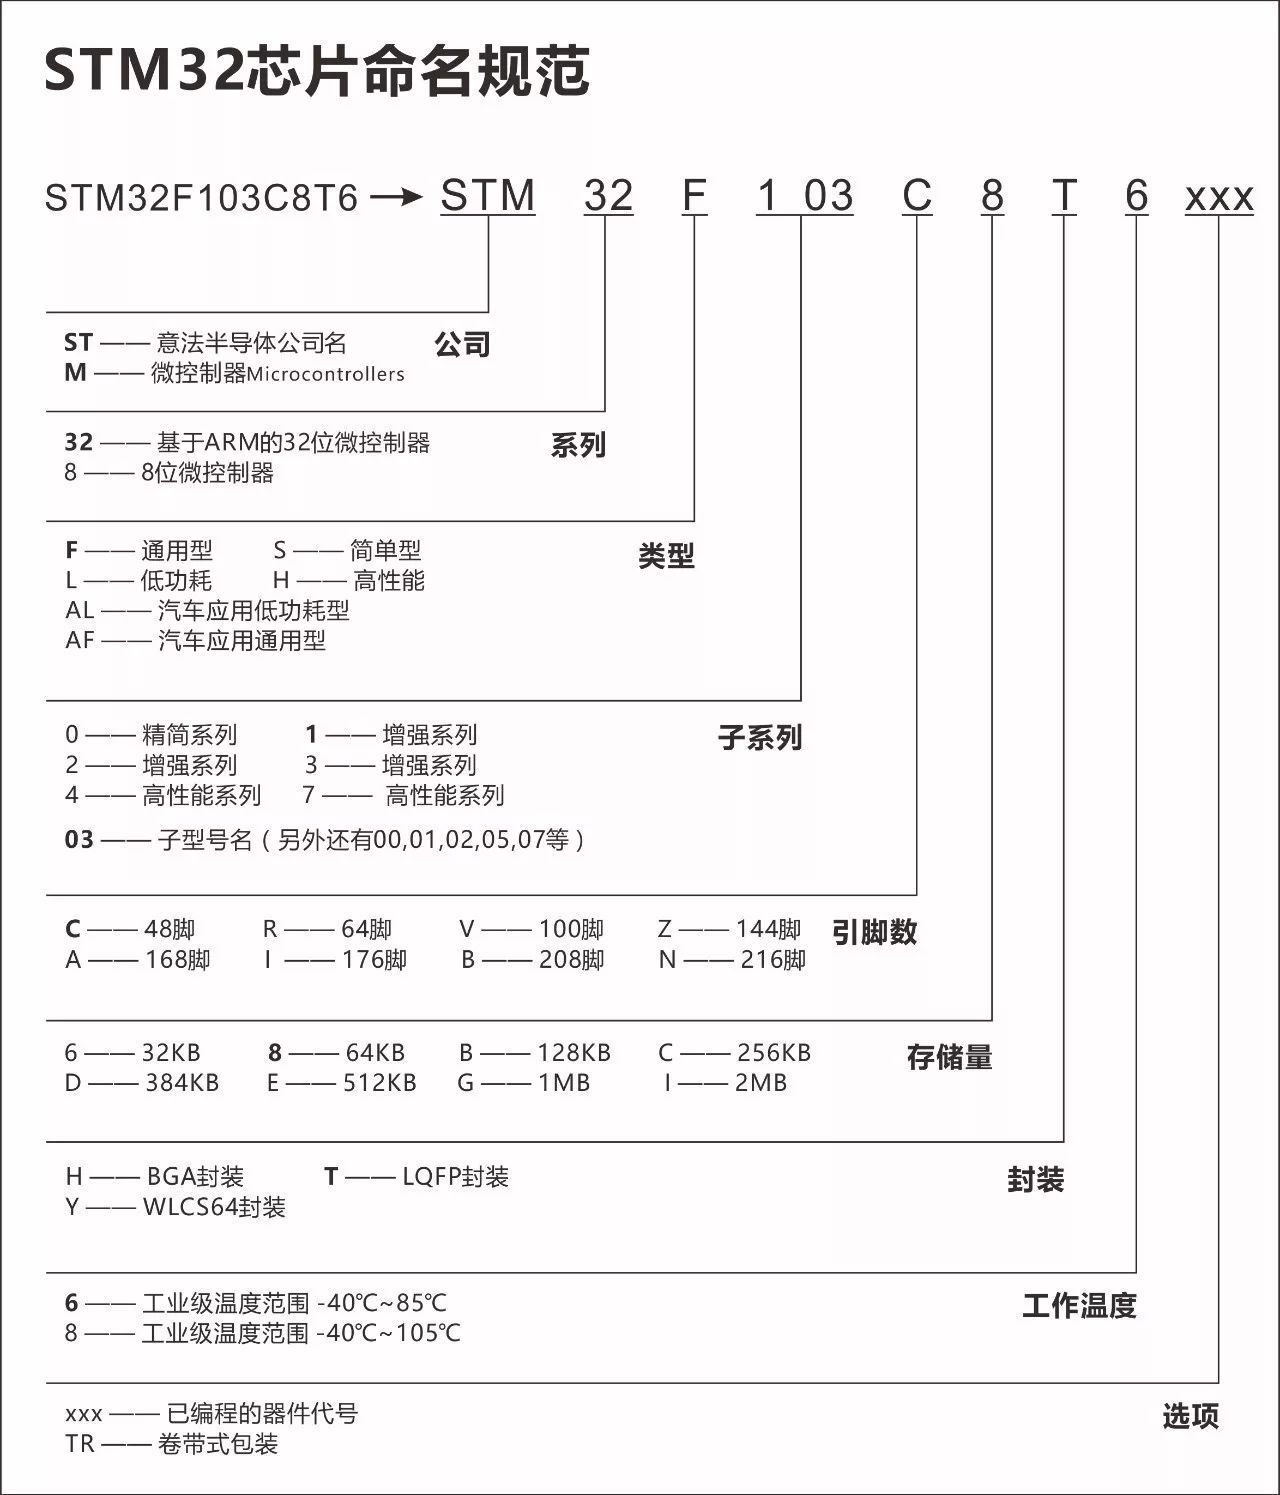 STM32芯片命名规范
STM32F103C8T6 → STM 32 F 1 03 C 8 T 6 xxx
ST —— 意法半导体公司名 公司
M —— 微控制器Microcontrollers
32 —— 基于ARM的32位微控制器 系列
8 —— 8位微控制器
F —— 通用型 S —— 简单型 类型
L —— 低功耗 H —— 高性能
AL —— 汽车应用低功耗型
AF —— 汽车应用通用型
0 —— 精简系列 1 —— 增强系列 子系列
2 —— 增强系列 3 —— 增强系列
4 —— 高性能系列 7 —— 高性能系列
03 —— 子型号名（另外还有00,01,02,05,07等）
C —— 48脚 R —— 64脚 V —— 100脚 Z —— 144脚 引脚数
A —— 168脚 I —— 176脚 B —— 208脚 N —— 216脚
6 —— 32KB 8 —— 64KB B —— 128KB C —— 256KB 存储量
D —— 384KB E —— 512KB G —— 1MB I —— 2MB
H —— BGA封装 T —— LQFP封装 封装
Y —— WLCS64封装
6 —— 工业级温度范围 -40℃~85℃ 工作温度
8 —— 工业级温度范围 -40℃~105℃
xxx —— 已编程的器件代号 选项
TR —— 卷带式包装